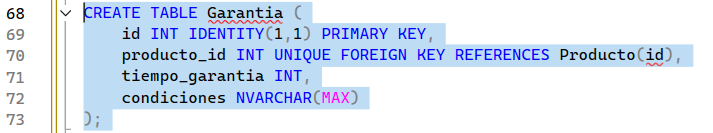 68 CREATE TABLE Garantia (
69 id INT IDENTITY(1,1) PRIMARY KEY,
70 producto_id INT UNIQUE FOREIGN KEY REFERENCES Producto(id),
71 tiempo_garantia INT,
72 condiciones NVARCHAR(MAX)
73 );